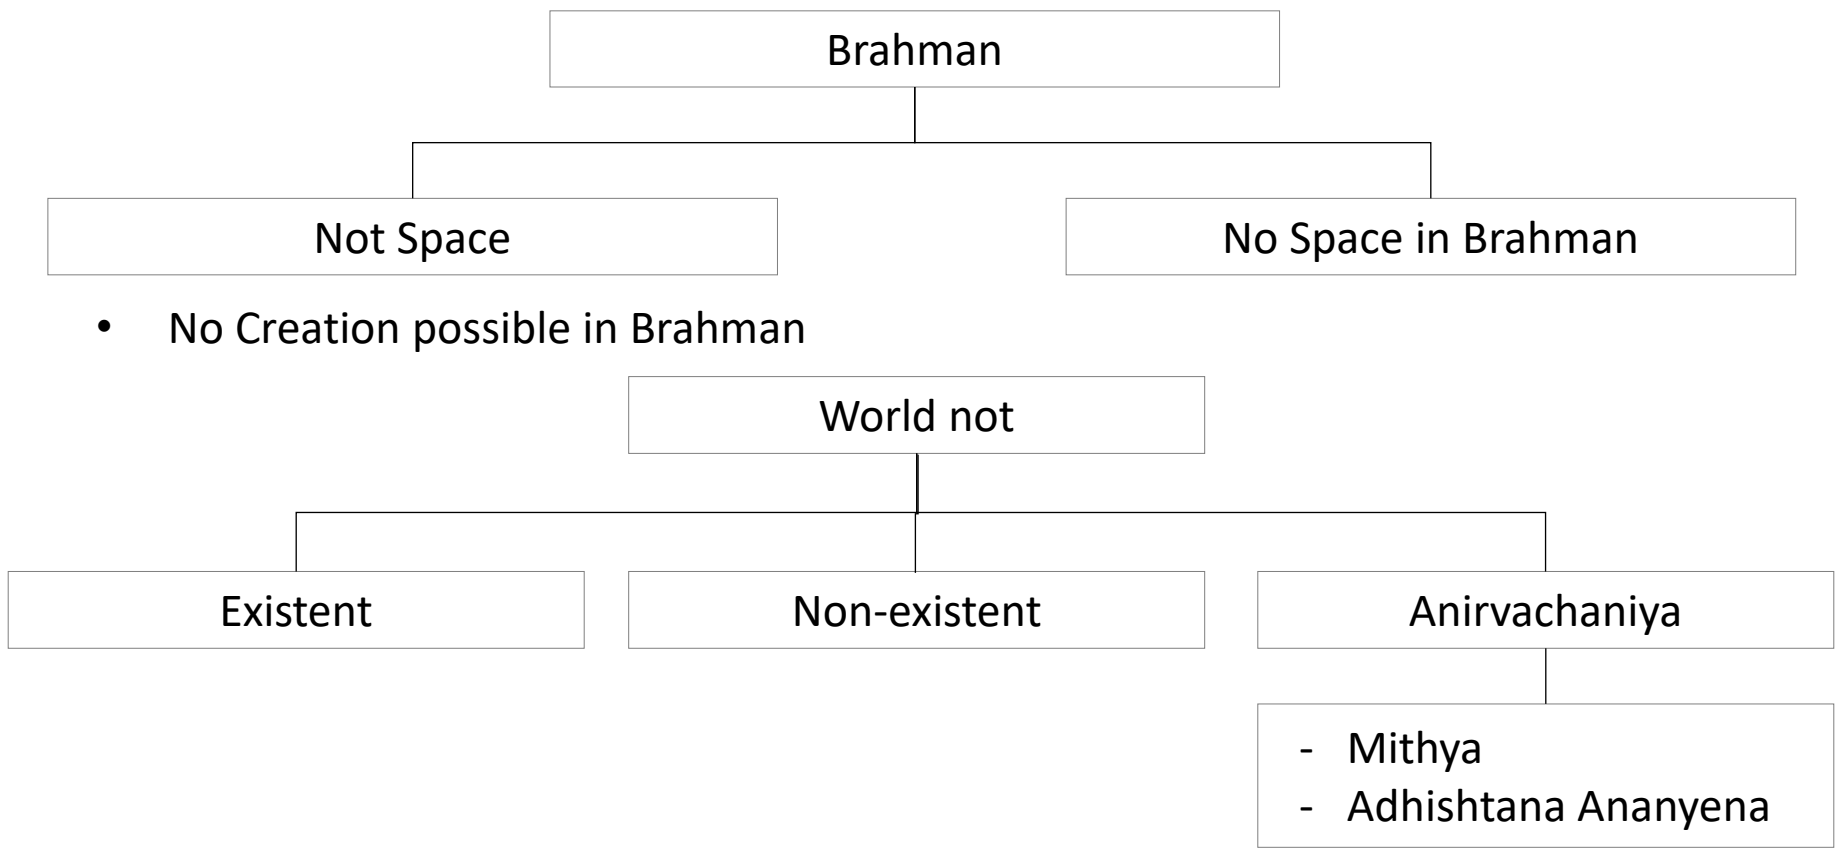 Brahman
Not Space
No Space in Brahman
• No Creation possible in Brahman
World not
Existent
Non-existent
Anirvachaniya
- Mithya
- Adhishtana Ananyena